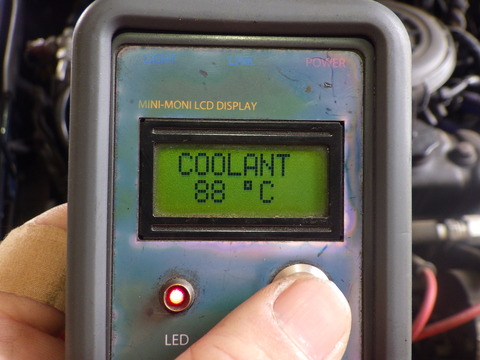 POWER
MINI-MONI LCD DISPLAY
COOLANT
88 °C
LED